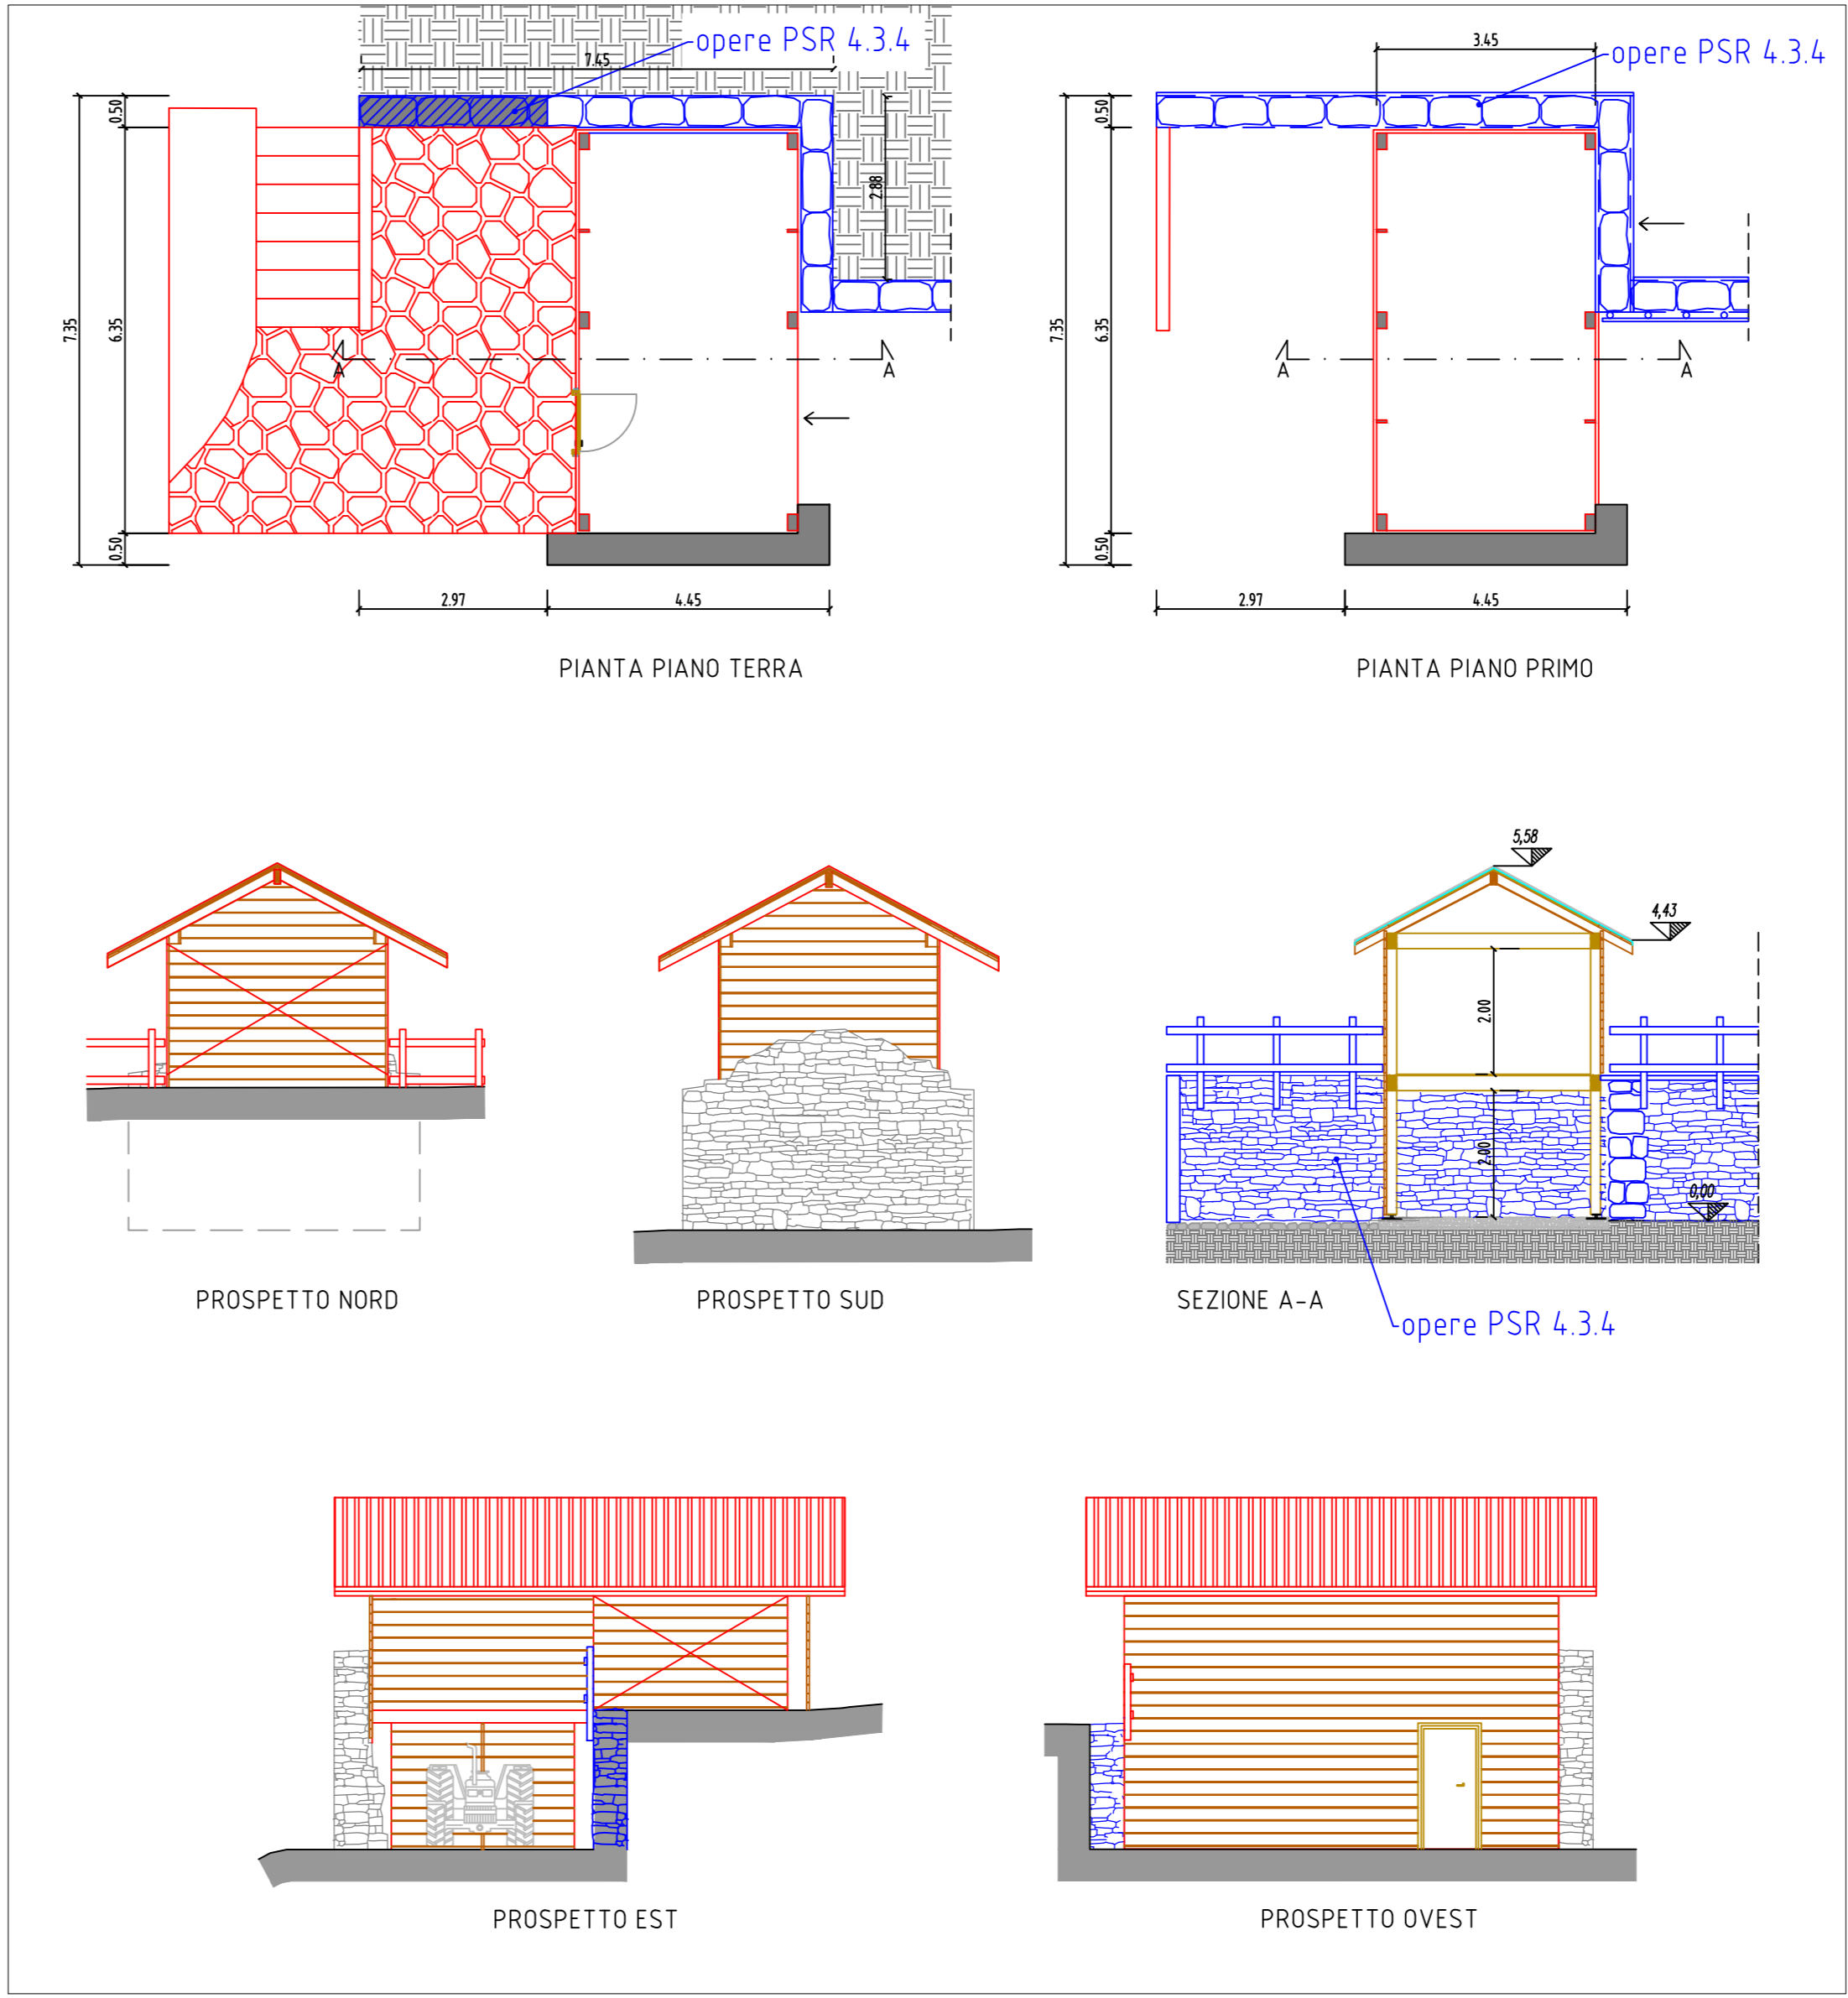 opere PSR 4.3.4
7.45
0.50
2.88
7.35
6.35
A
A
0.50
2.97
4.45
PIANTA PIANO TERRA
3.45
opere PSR 4.3.4
0.50
7.35
6.35
A
A
0.50
2.97
4.45
PIANTA PIANO PRIMO
PROSPETTO NORD
PROSPETTO SUD
5,58
4,43
2.00
2.00
0,00
SEZIONE A-A
opere PSR 4.3.4
PROSPETTO EST
PROSPETTO OVEST